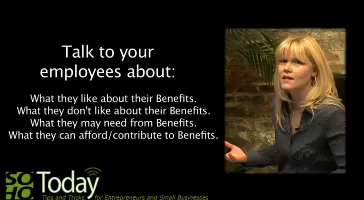 Talk to your
employees about:
What they like about their Benefits.
What they don't like about their Benefits.
What they may need from Benefits.
What they can afford/contribute to Benefits.
SOHO Today
Tips and Tricks for Entrepreneurs and Small Businesses